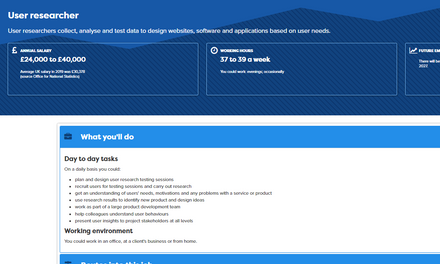 User researcher
User researchers collect, analyse and test data to design websites, software and applications based on user needs.
£ ANNUAL SALARY
£24,000 to £40,000
Average UK salary in 2019 was £30,378
(source Office for National Statistics)
WORKING HOURS
37 to 39 a week
You could work: evenings; occasionally
FUTURE EM
There will be
2027.
What you'll do
Day to day tasks
On a daily basis you could:
plan and design user research testing sessions
recruit users for testing sessions and carry out research
get an understanding of users' needs, motivations and any problems with a service or product
use research results to identify new product and design ideas
work as part of a large product development team
help colleagues understand user behaviours
present user insights to project stakeholders at all levels
Working environment
You could work in an office, at a client's business or from home.